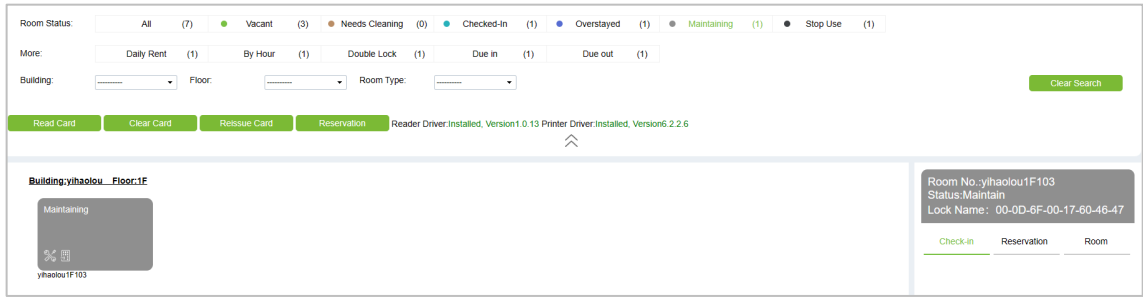 Room Status: All (7) Vacant (3) Needs Cleaning (0) Checked-In (1) Overstayed (1) Maintaining (1) Stop Use (1)
More: Daily Rent (1) By Hour (1) Double Lock (1) Due in (1) Due out (1)
Building: ---------- Floor: ---------- Room Type: ----------
Clear Search
Read Card Clear Card Reissue Card Reservation Reader Driver:Installed, Version1.0.13 Printer Driver:Installed, Version6.2.2.6
Building:yihaolou Floor:1F
Maintaining
yihaolou1F103
Room No.:yihaolou1F103
Status:Maintain
Lock Name: 00-0D-6F-00-17-60-46-47
Check-in Reservation Room